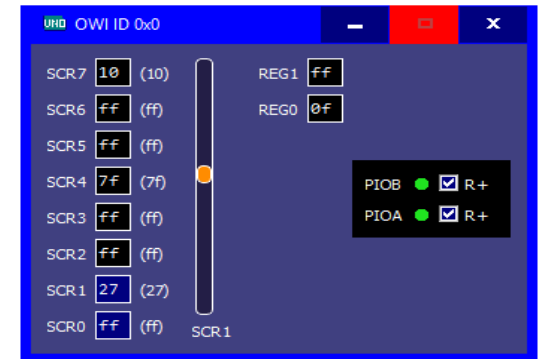 UNO OWI ID 0x0
SCR7 10 (10) REG1 ff
SCR6 ff (ff) REG0 0f
SCR5 ff (ff)
SCR4 7f (7f) PIOB R+
SCR3 ff (ff) PIOA R+
SCR2 ff (ff)
SCR1 27 (27)
SCR0 ff (ff) SCR1